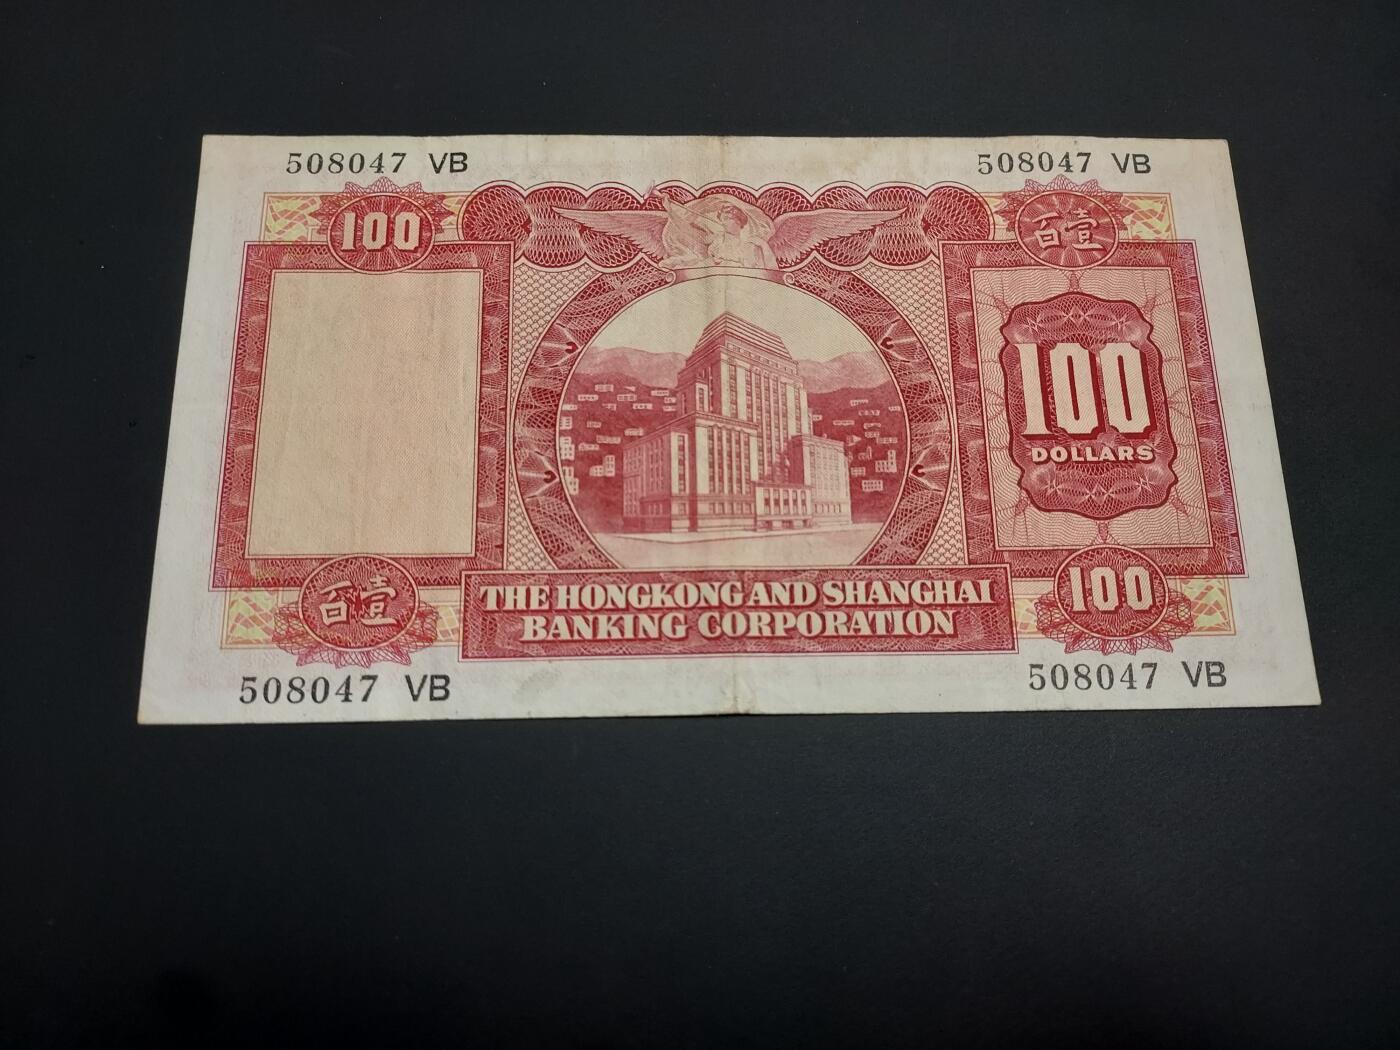 508047 VB
508047 VB
100
百壹
100
DOLLARS
百壹
100
THE HONGKONG AND SHANGHAI
BANKING CORPORATION
508047 VB
508047 VB